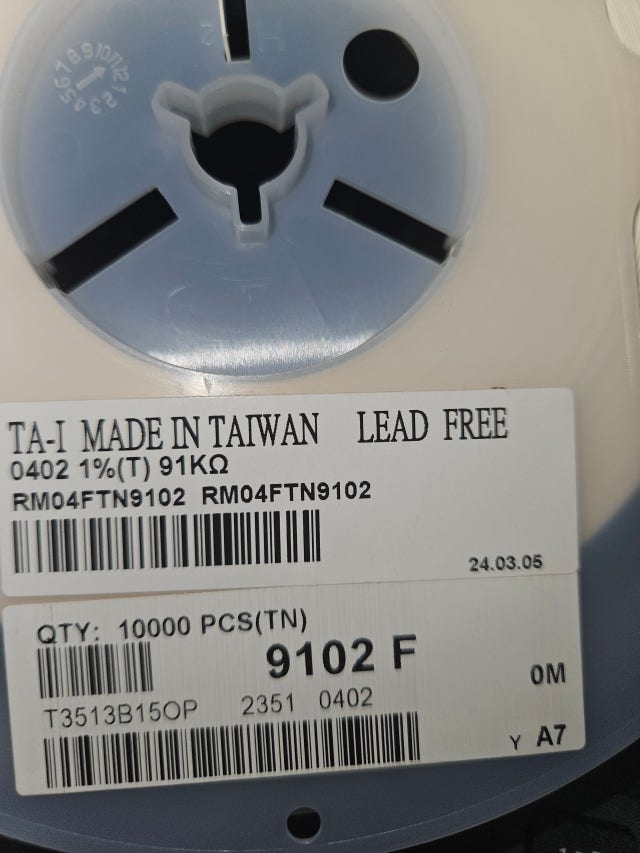 TA-I MADE IN TAIWAN LEAD FREE
0402 1%(T) 91KΩ
RM04FTN9102 RM04FTN9102
24.03.05
QTY: 10000 PCS(TN)
9102 F
0M
T3513B15OP 2351 0402
Y A7